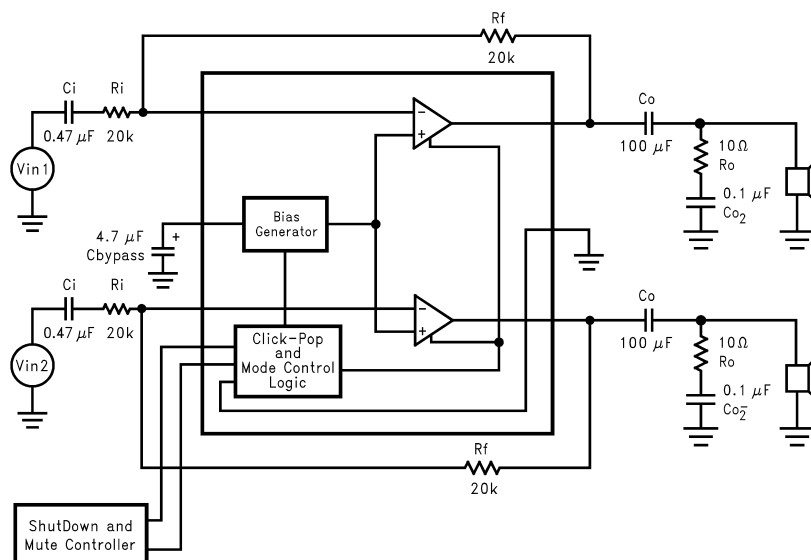 Rf
20k
Ci
Ri
Co
0.47 μF
20k
100 μF
10Ω
Ro
Vin1
0.1 μF
Co2
−
+
Bias
Generator
4.7 μF
+
Cbypass
Ci
Ri
Co
0.47 μF
20k
100 μF
10Ω
Ro
Vin2
0.1 μF
Co2
−
+
Click-Pop
and
Mode Control
Logic
Rf
20k
ShutDown and
Mute Controller